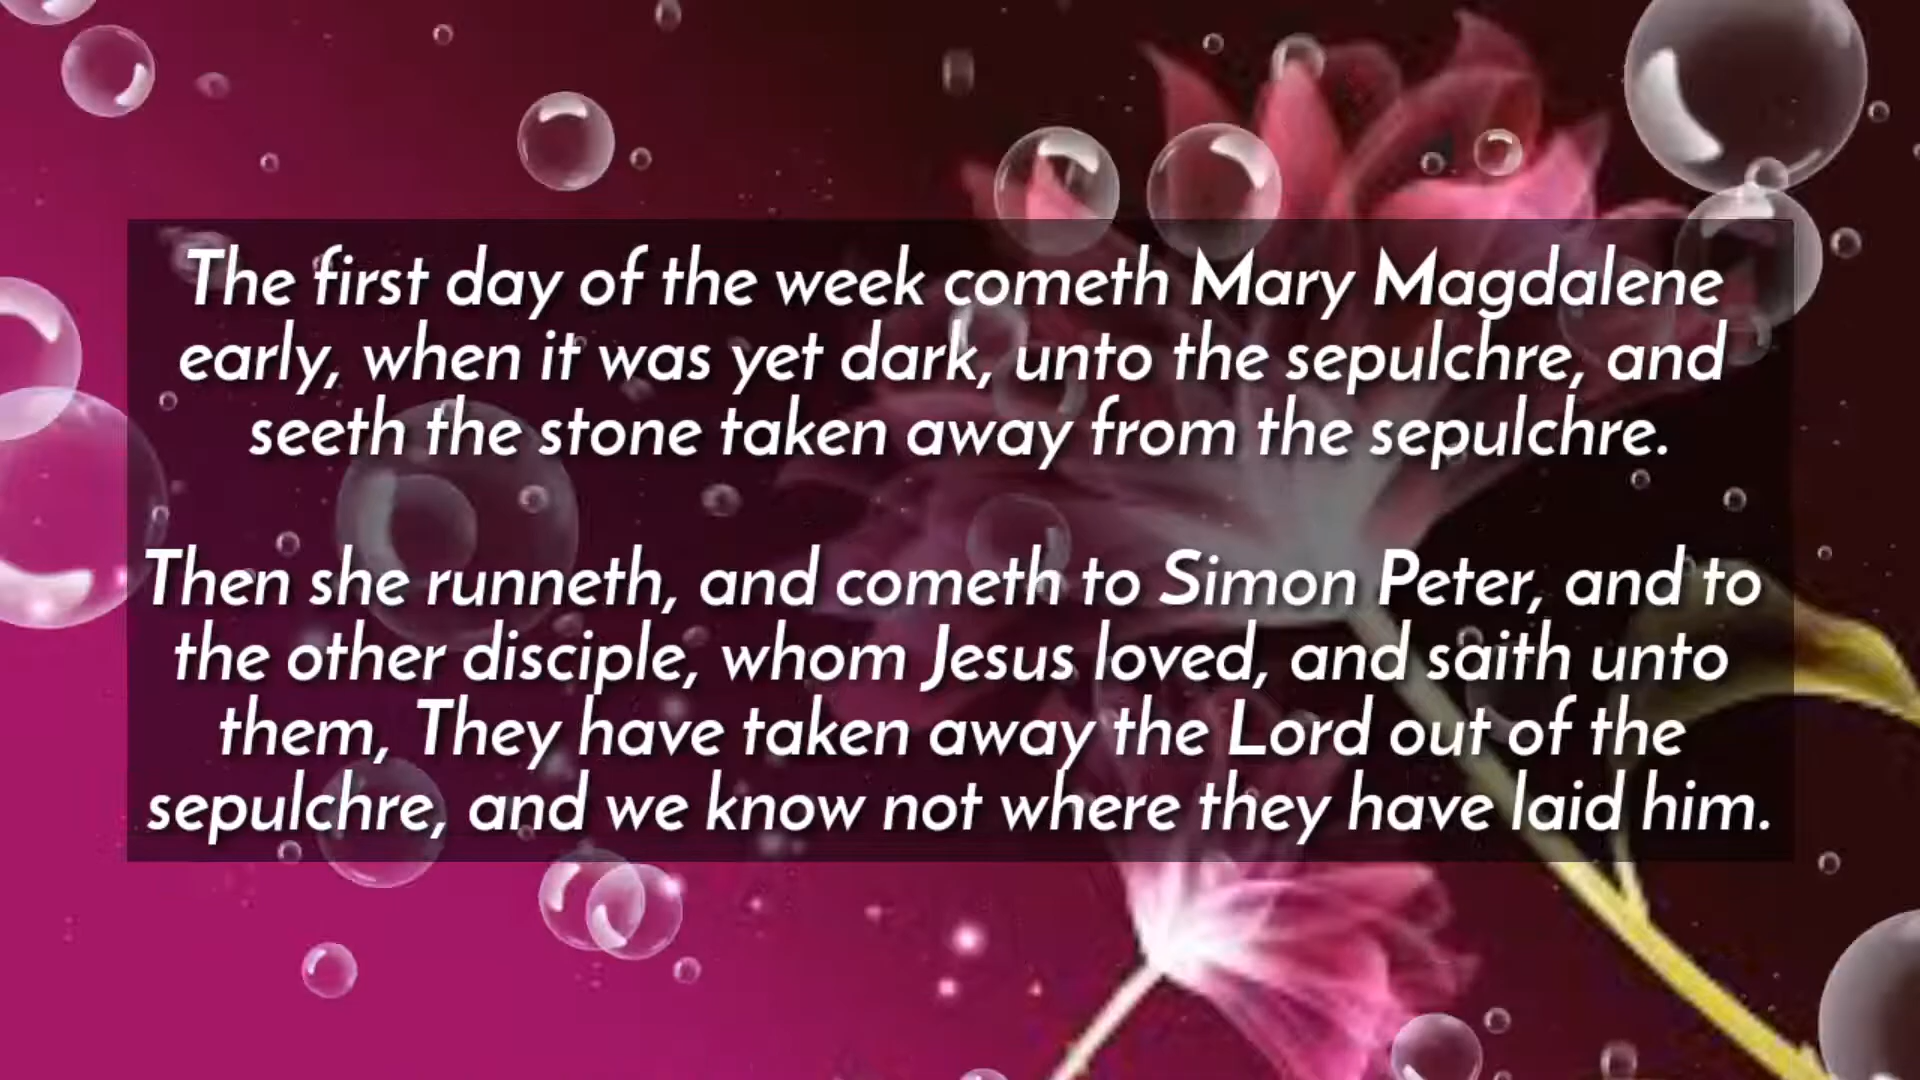 The first day of the week cometh Mary Magdalene
early, when it was yet dark, unto the sepulchre, and
seeth the stone taken away from the sepulchre.
Then she runneth, and cometh to Simon Peter, and to
the other disciple, whom Jesus loved, and saith unto
them, They have taken away the Lord out of the
sepulchre, and we know not where they have laid him.